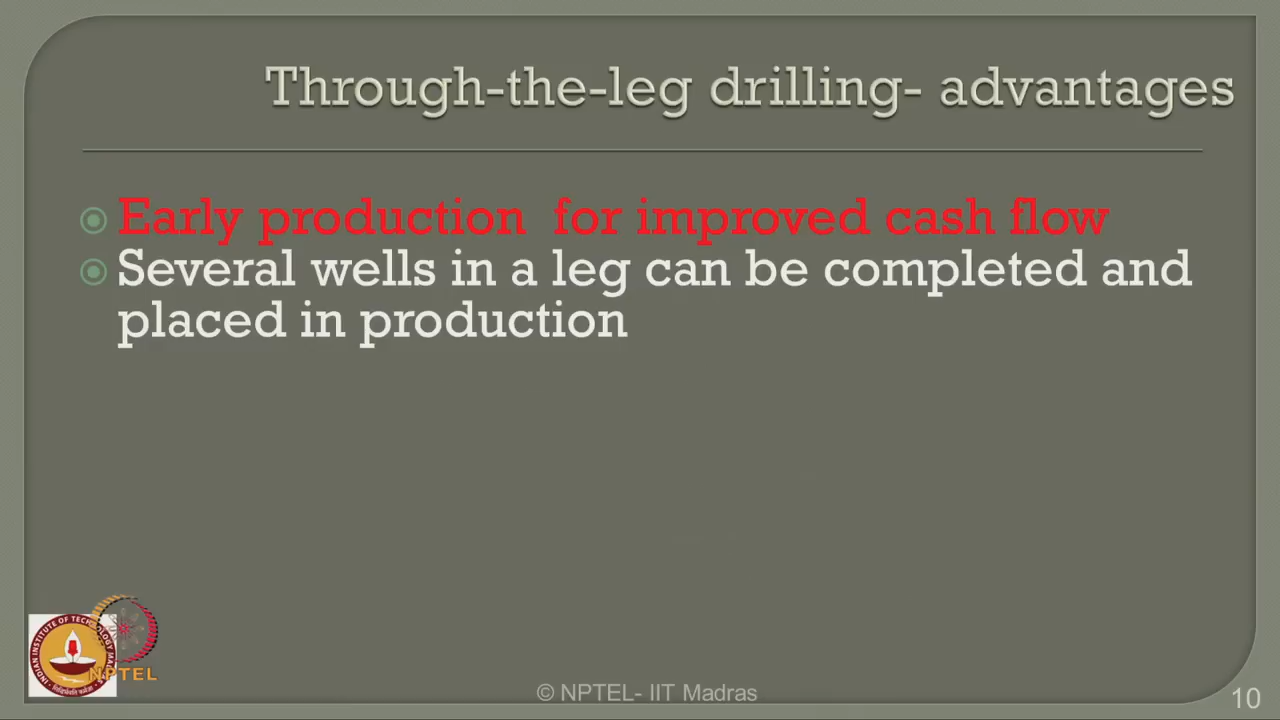 Through-the-leg drilling- advantages
Early production for improved cash flow
Several wells in a leg can be completed and
placed in production
NPTEL
© NPTEL- IIT Madras
10